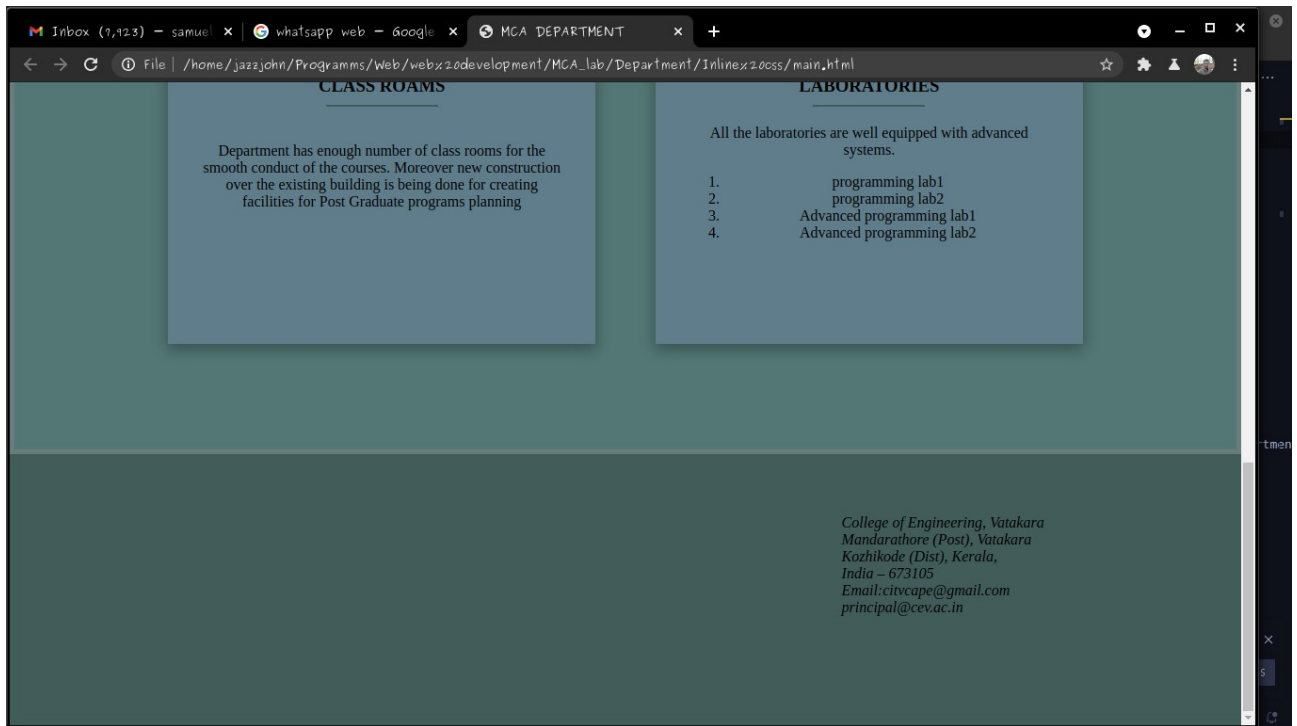 Inbox (7,923) – samuel
whatsapp web – Google
MCA DEPARTMENT
File | /home/jazzjohn/Programms/Web/web%20development/MCA_lab/Department/Inline%20css/main.html
CLASS ROAMS
Department has enough number of class rooms for the
smooth conduct of the courses. Moreover new construction
over the existing building is being done for creating
facilities for Post Graduate programs planning
LABORATORIES
All the laboratories are well equipped with advanced
systems.
1. programming lab1
2. programming lab2
3. Advanced programming lab1
4. Advanced programming lab2
tmen
College of Engineering, Vatakara
Mandarathore (Post), Vatakara
Kozhikode (Dist), Kerala,
India – 673105
Email:citvcape@gmail.com
principal@cev.ac.in
s